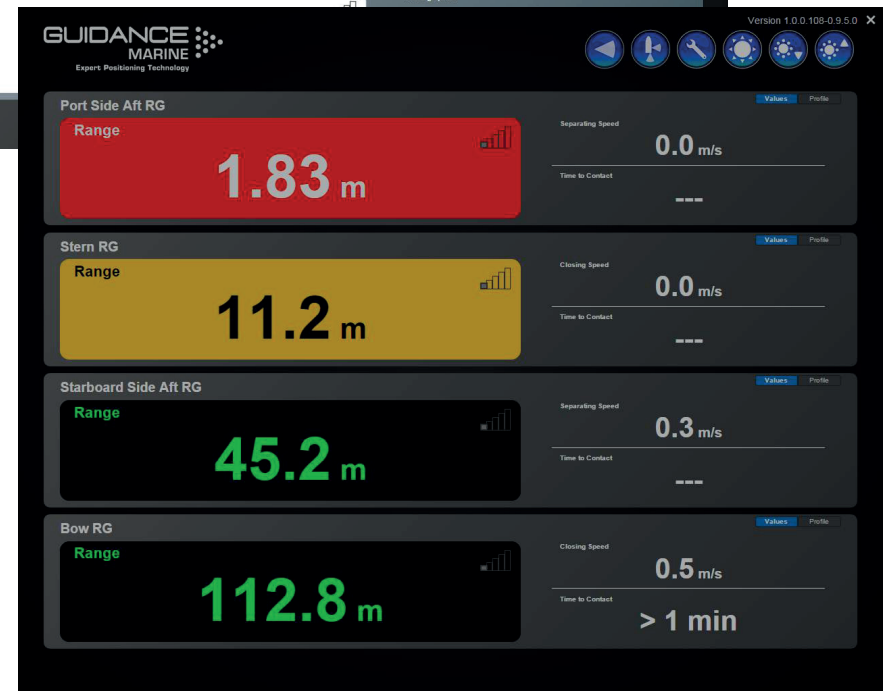 Version 1.0.0.108-0.9.5.0
GUIDANCE
MARINE
Expert Positioning Technology
Port Side Aft RG
Values Profile
Range
1.83 m
Separating Speed
0.0 m/s
Time to Contact
---
Stern RG
Values Profile
Range
11.2 m
Closing Speed
0.0 m/s
Time to Contact
---
Starboard Side Aft RG
Values Profile
Range
45.2 m
Separating Speed
0.3 m/s
Time to Contact
---
Bow RG
Values Profile
Range
112.8 m
Closing Speed
0.5 m/s
Time to Contact
> 1 min